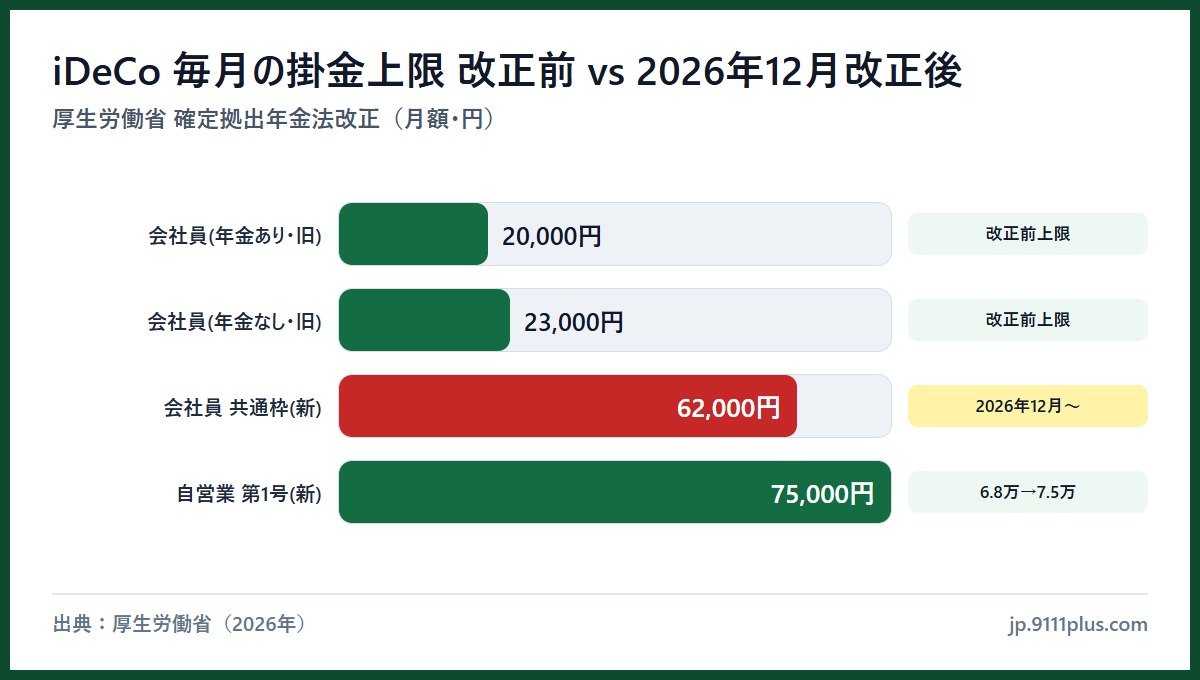 iDeCo 毎月の掛金上限 改正前 vs 2026年12月改正後
厚生労働省 確定拠出年金法改正（月額・円）
会社員(年金あり・旧) 20,000円 改正前上限
会社員(年金なし・旧) 23,000円 改正前上限
会社員 共通枠(新) 62,000円 2026年12月〜
自営業 第1号(新) 75,000円 6.8万→7.5万
出典：厚生労働省（2026年） jp.9111plus.com